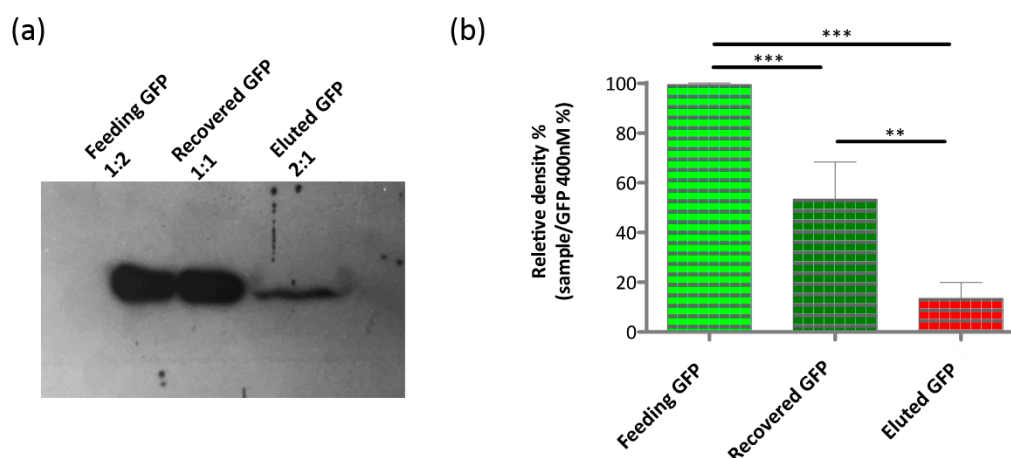 (a)
Feeding GFP
1:2
Recovered GFP
1:1
Eluted GFP
2:1
(b)
Reletive density %
(sample/GFP 400nM %)
100
80
60
40
20
0
***
***
**
Feeding GFP
Recovered GFP
Eluted GFP